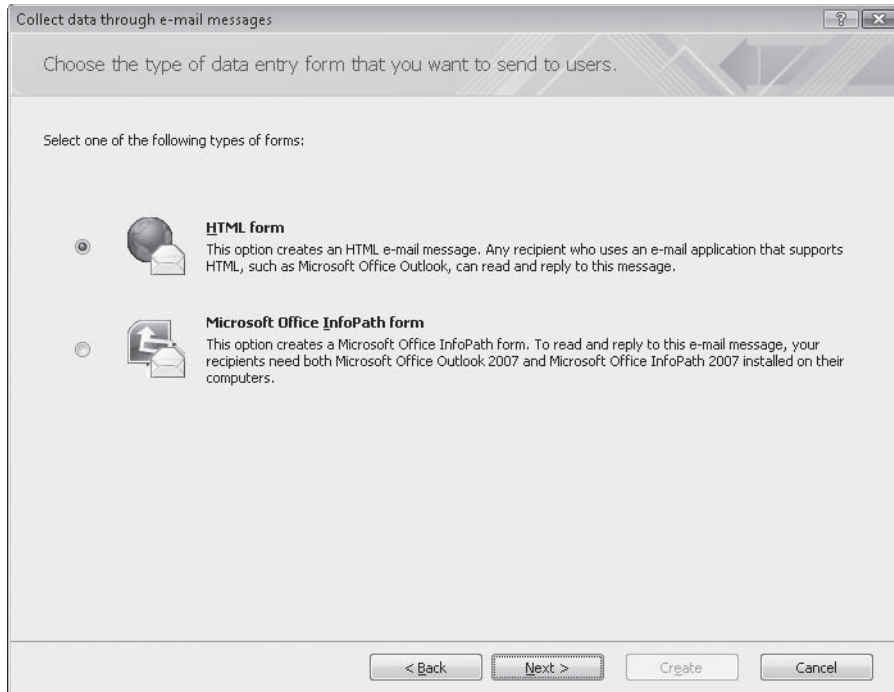 Collect data through e-mail messages
Choose the type of data entry form that you want to send to users.
Select one of the following types of forms:
HTML form
This option creates an HTML e-mail message. Any recipient who uses an e-mail application that supports
HTML, such as Microsoft Office Outlook, can read and reply to this message.
Microsoft Office InfoPath form
This option creates a Microsoft Office InfoPath form. To read and reply to this e-mail message, your
recipients need both Microsoft Office Outlook 2007 and Microsoft Office InfoPath 2007 installed on their
computers.
< Back Next > Create Cancel